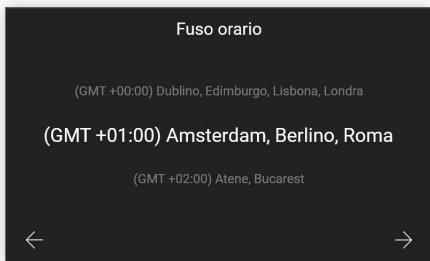 Fuso orario
(GMT +00:00) Dublino, Edimburgo, Lisbona, Londra
(GMT +01:00) Amsterdam, Berlino, Roma
(GMT +02:00) Atene, Bucarest